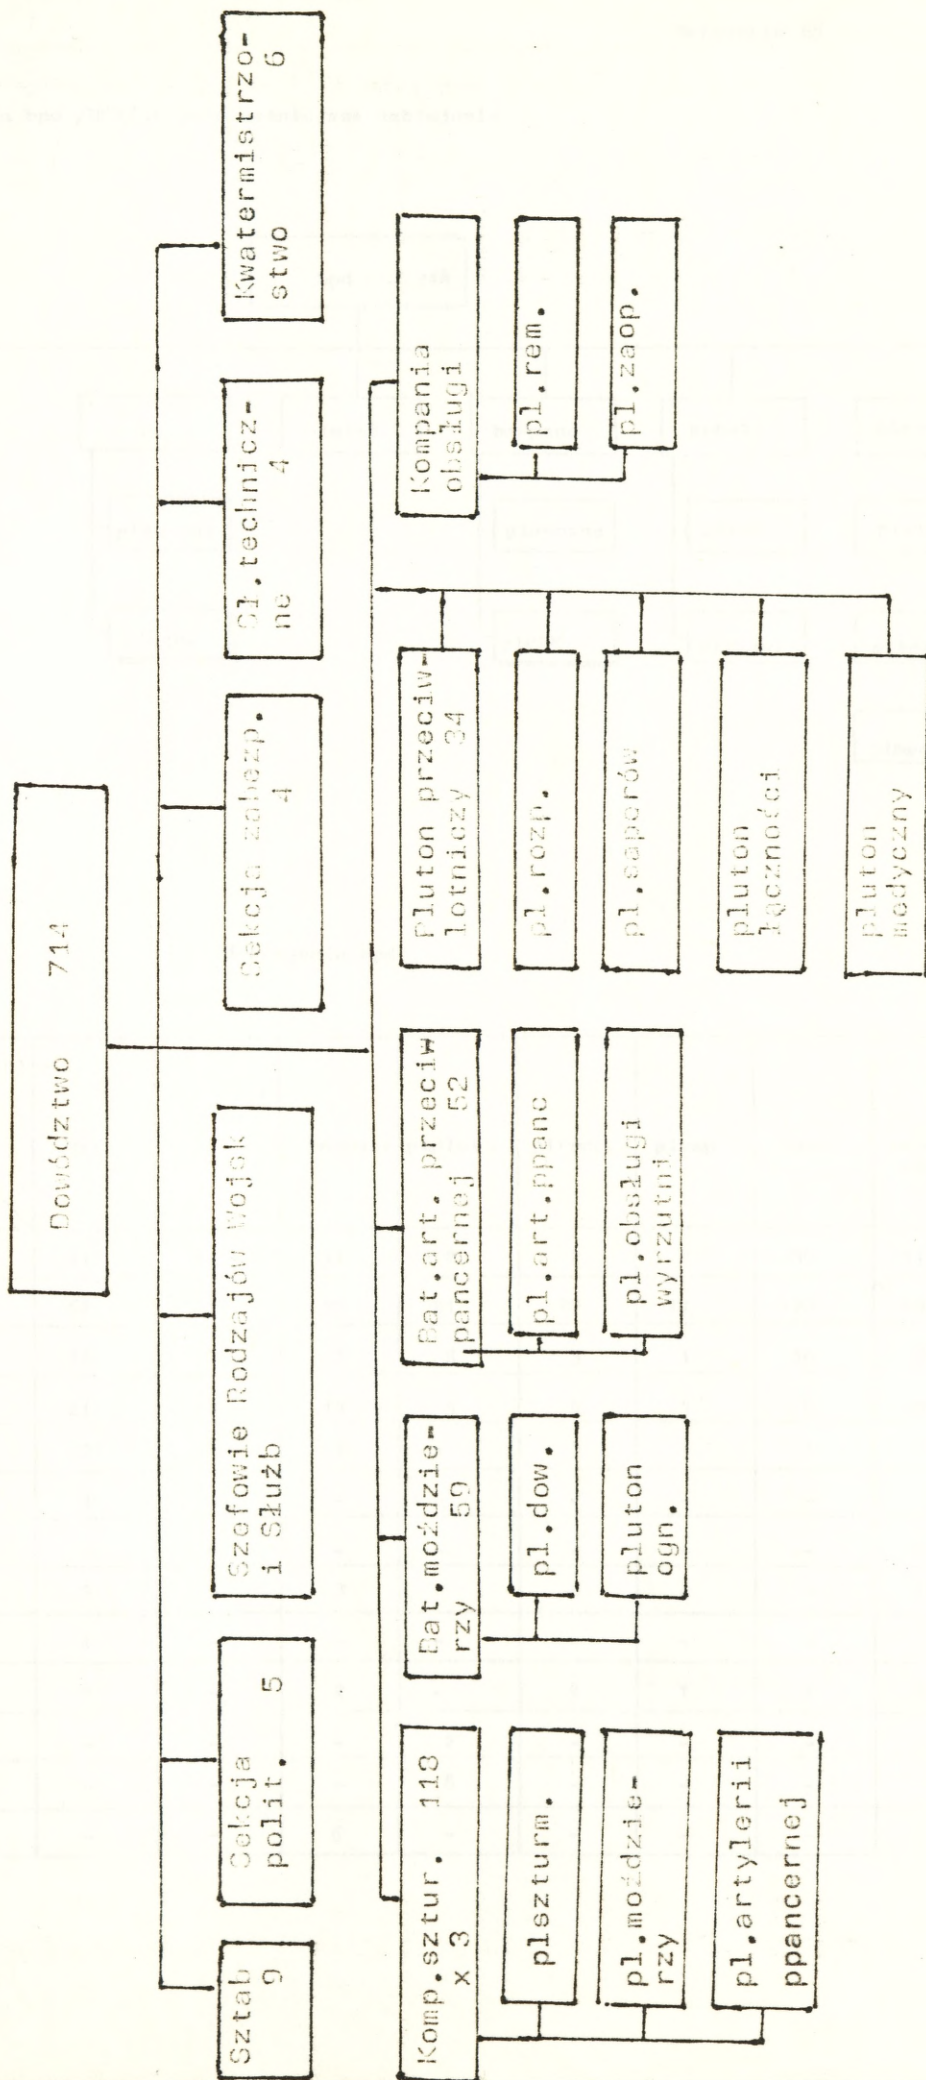 Dowództwo 714
Sztab
9
Sekcja
polit. 5
Szefowie Rodzajów Wojsk
i Służb
Sekcja zabezp.
4
Sł.technicz-
ne 4
Kwatermistrzo-
stwo 6
Komp.sztur. 118
x 3
plszturm.
pl.moździe-
rzy
pl.artylerii
ppancernej
Bat.moździe-
rzy 59
pl.dow.
pluton
ogn.
Bat.art. przeciw
pancernej 52
pl.art.ppanc
pl.obsługi
wyrzutni
Pluton przeciw-
lotniczy 34
pl.rozp.
pl.saperów
pluton
łączności
pluton
medyczny
Kompania
obsługi
pl.rem.
pl.zaop.